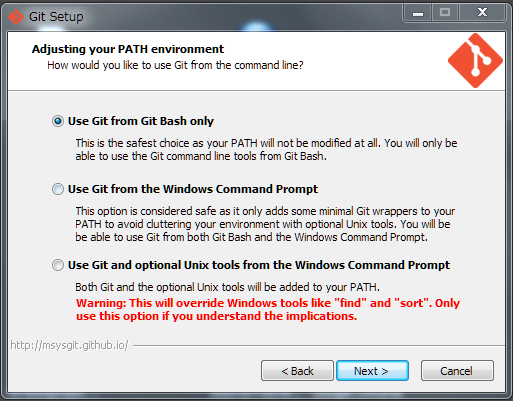 Git Setup
Adjusting your PATH environment
How would you like to use Git from the command line?
Use Git from Git Bash only
This is the safest choice as your PATH will not be modified at all. You will only be
able to use the Git command line tools from Git Bash.
Use Git from the Windows Command Prompt
This option is considered safe as it only adds some minimal Git wrappers to your
PATH to avoid cluttering your environment with optional Unix tools. You will be
be able to use Git from both Git Bash and the Windows Command Prompt.
Use Git and optional Unix tools from the Windows Command Prompt
Both Git and the optional Unix tools will be added to your PATH.
Warning: This will override Windows tools like "find" and "sort". Only
use this option if you understand the implications.
http://msysgit.github.io/
< Back
Next >
Cancel